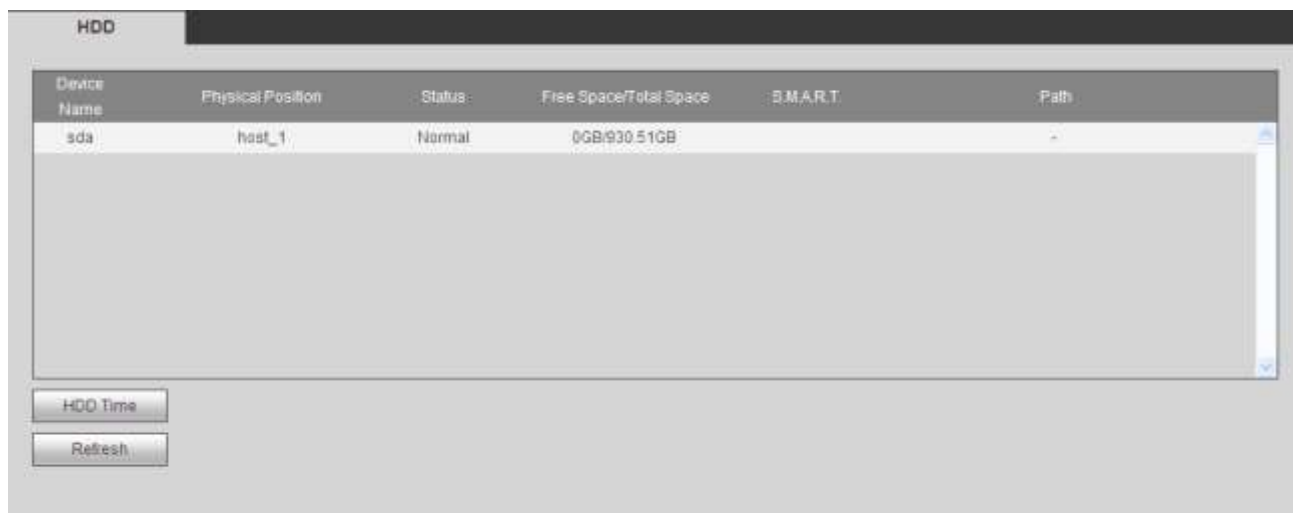 HDD
Device Name Physical Position Status Free Space/Total Space S.M.A.R.T. Path
sda host_1 Normal 0GB/930.51GB -
HDD Time
Refresh